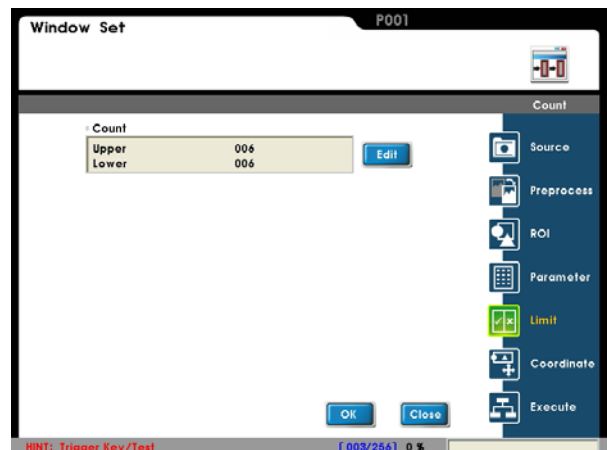 Window Set
P001
Count
Count
Upper 006
Lower 006
Edit
Source
Preprocess
ROI
Parameter
Limit
Coordinate
Execute
OK Close
HINT: Trigger Key/Test [003/256] 0 %